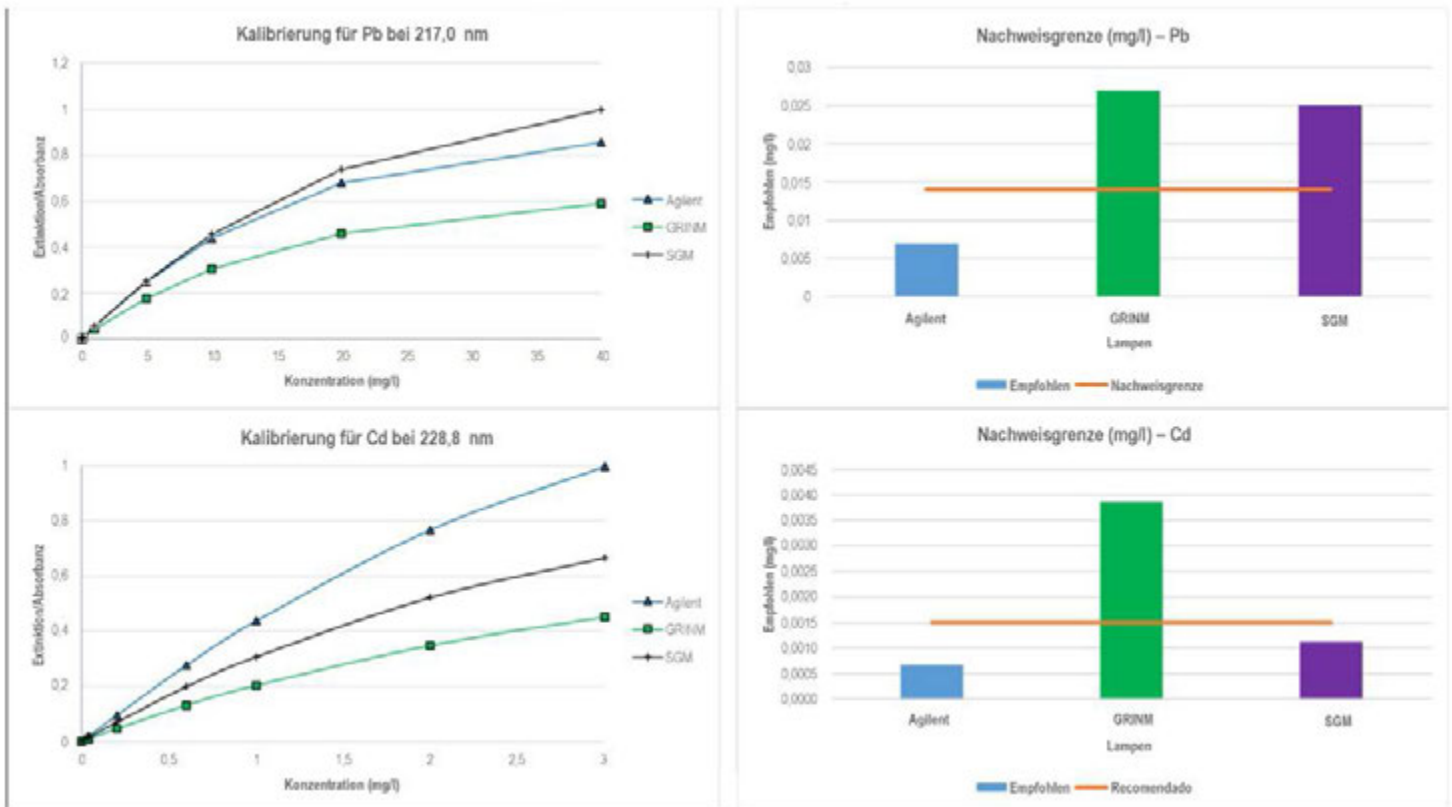 Kalibrierung für Pb bei 217,0 nm
Extinktion/Absorbanz
1,2
1
0,8
0,6
0,4
0,2
0
0 5 10 15 20 25 30 35 40
Konzentration (mg/l)
Agilent
GRINM
SGM
Nachweisgrenze (mg/l) – Pb
Empfohlen (mg/l)
0,03
0,025
0,02
0,015
0,01
0,005
0
Agilent GRINM SGM
Lampen
Empfohlen Nachweisgrenze
Kalibrierung für Cd bei 228,8 nm
Extinktion/Absorbanz
1
0,8
0,6
0,4
0,2
0
0 0,5 1 1,5 2 2,5 3
Konzentration (mg/l)
Agilent
GRINM
SGM
Nachweisgrenze (mg/l) – Cd
Empfohlen (mg/l)
0,0045
0,0040
0,0035
0,0030
0,0025
0,0020
0,0015
0,0010
0,0005
0,0000
Agilent GRINM SGM
Lampen
Empfohlen Recomendado